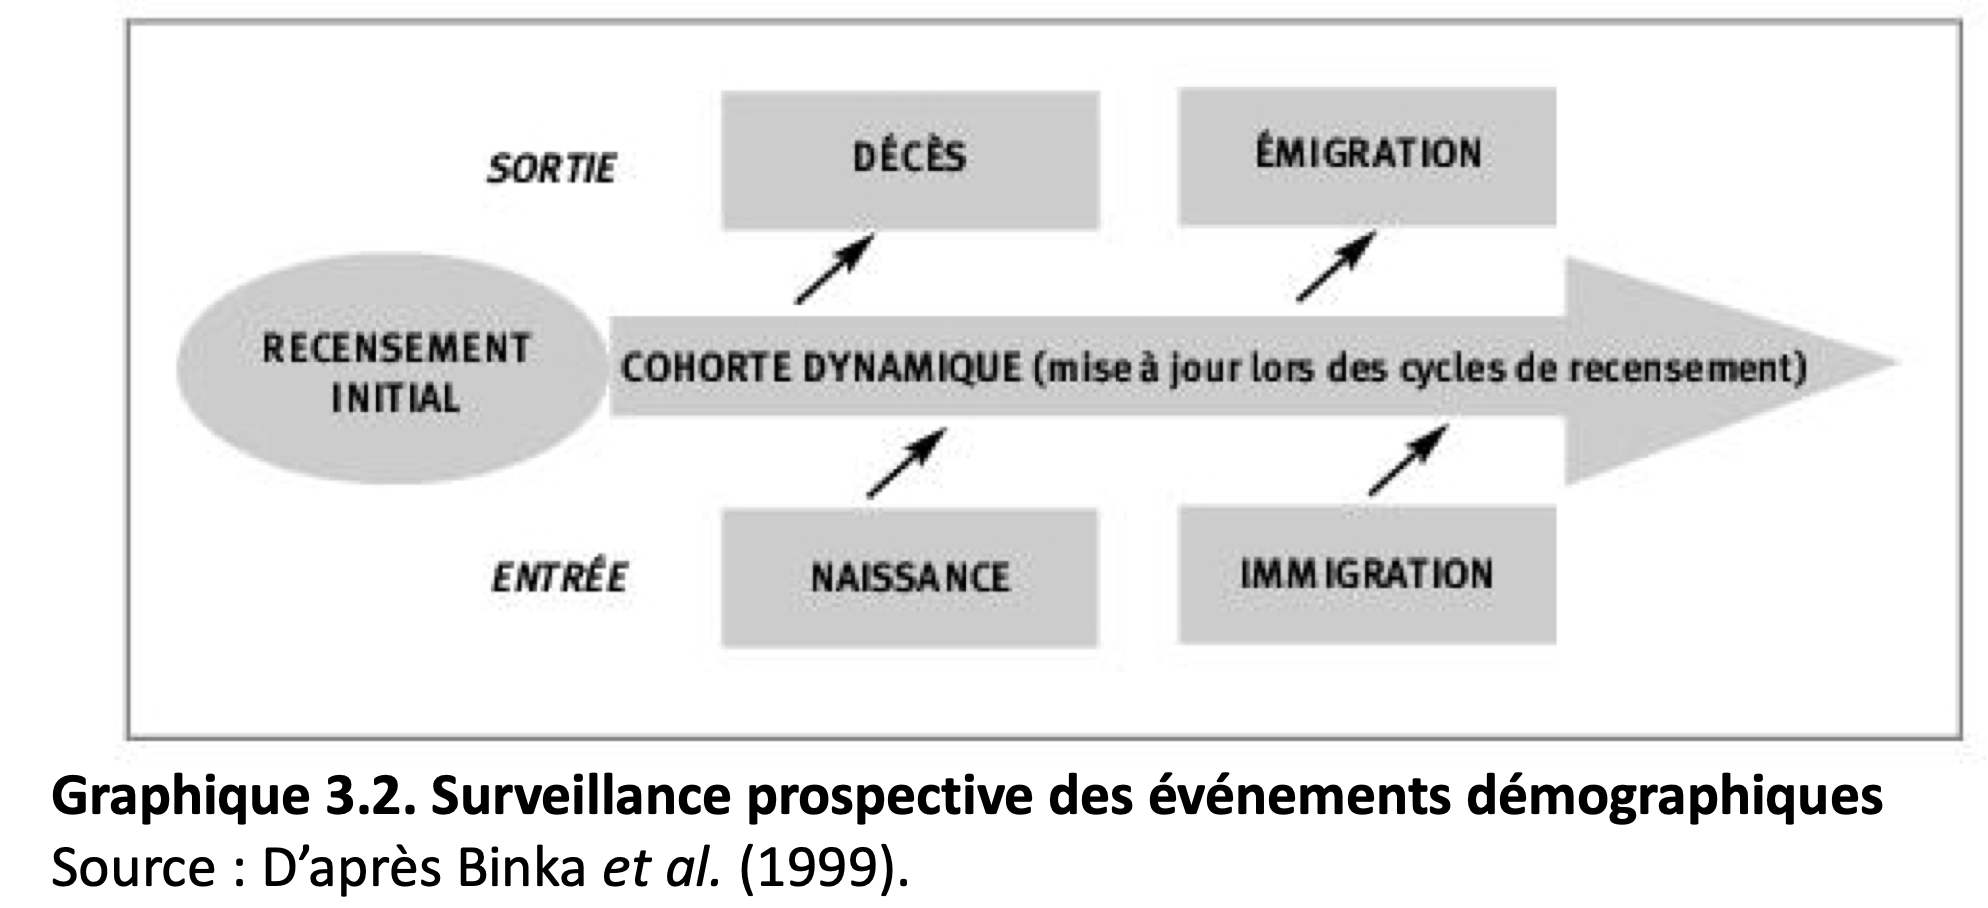 SORTIE
DÉCÈS
ÉMIGRATION
RECENSEMENT
INITIAL
COHORTE DYNAMIQUE (mise à jour lors des cycles de recensement)
ENTRÉE
NAISSANCE
IMMIGRATION
Graphique 3.2. Surveillance prospective des événements démographiques
Source : D’après Binka et al. (1999).